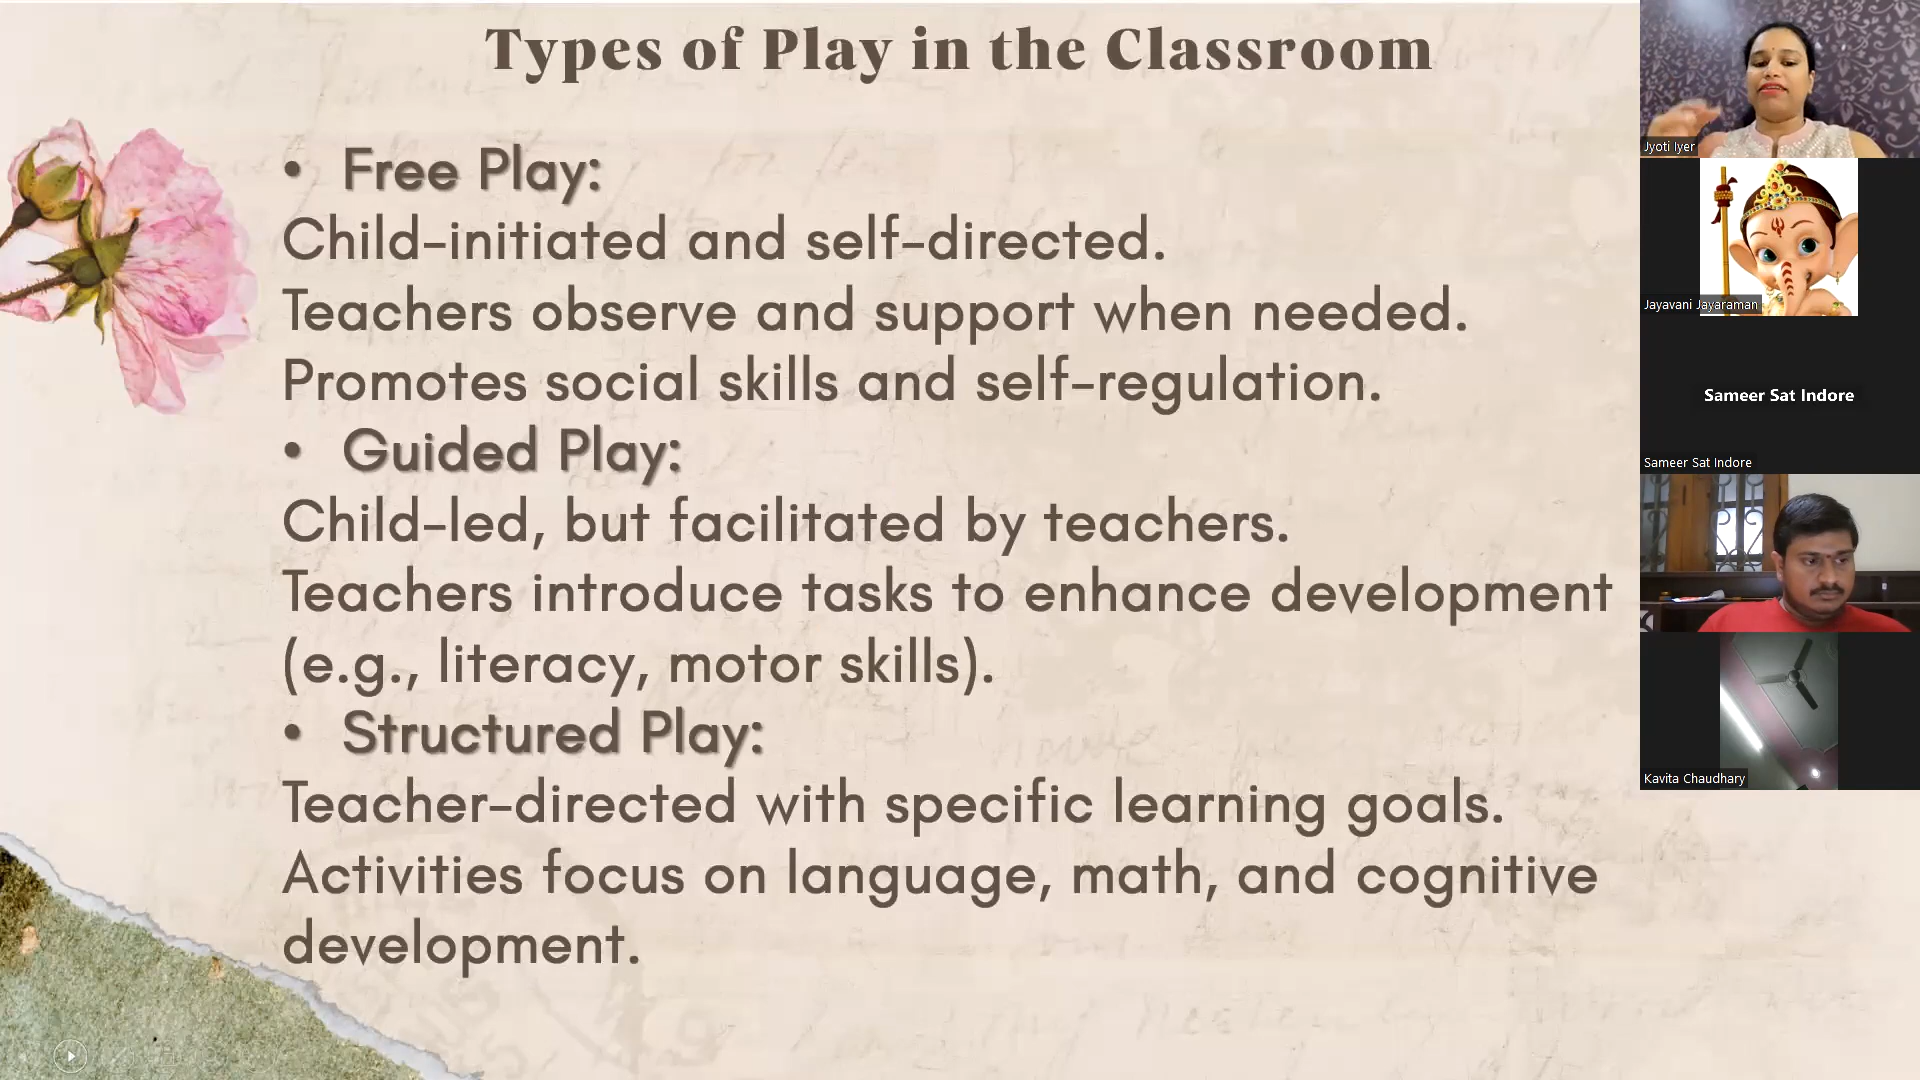 Types of Play in the Classroom
• Free Play:
Child-initiated and self-directed.
Teachers observe and support when needed.
Promotes social skills and self-regulation.
• Guided Play:
Child-led, but facilitated by teachers.
Teachers introduce tasks to enhance development
(e.g., literacy, motor skills).
• Structured Play:
Teacher-directed with specific learning goals.
Activities focus on language, math, and cognitive
development.
Jyoti Iyer
Jayavani Jayaraman
Sameer Sat Indore
Sameer Sat Indore
Kavita Chaudhary